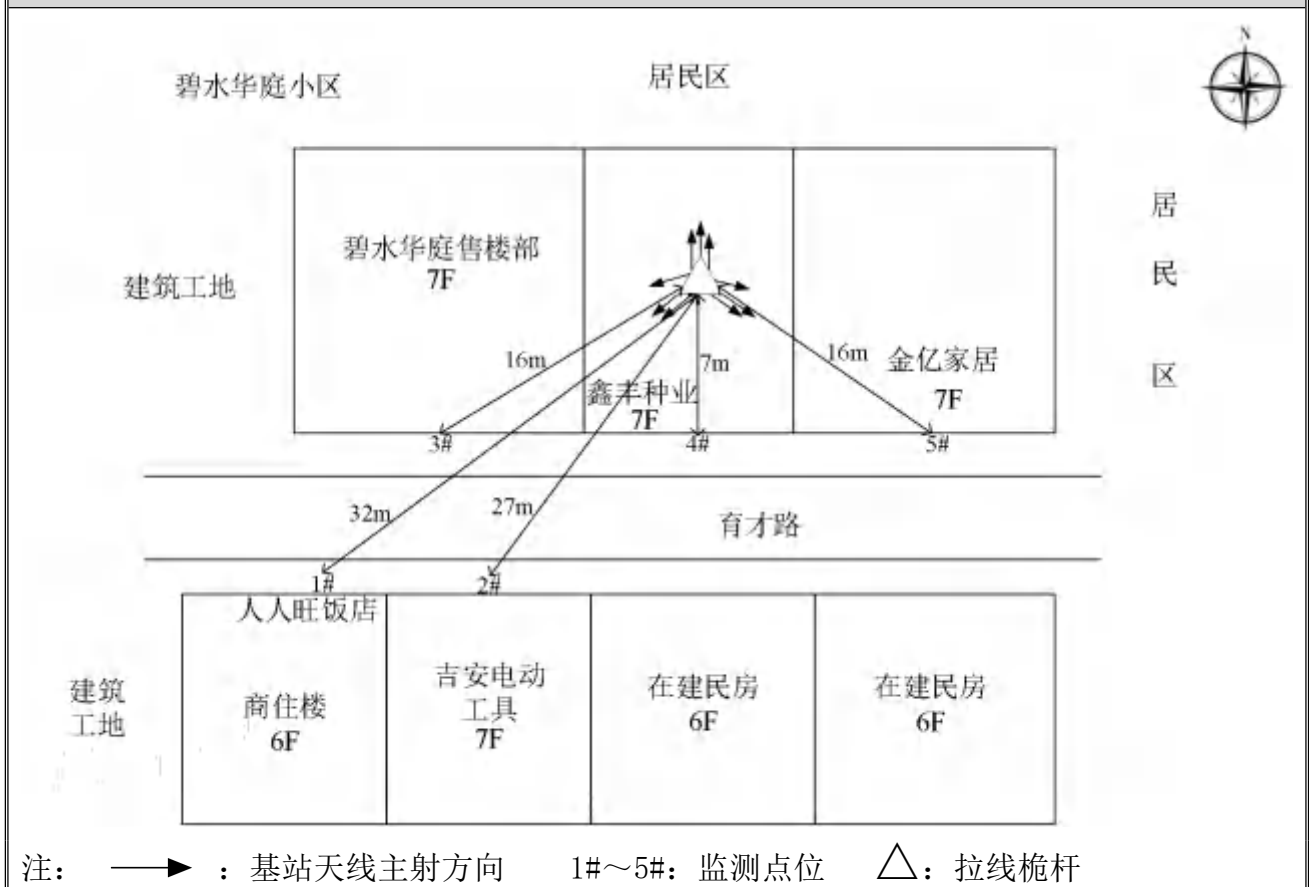 N
碧水华庭小区
居民区
居
民
区
碧水华庭售楼部
7F
建筑工地
16m
7m
16m
金亿家居
7F
鑫丰种业
7F
3#
4#
5#
32m
27m
育才路
1#
2#
人人旺饭店
建筑
工地
商住楼
6F
吉安电动
工具
7F
在建民房
6F
在建民房
6F
注： ：基站天线主射方向 1#～5#：监测点位 △：拉线桅杆